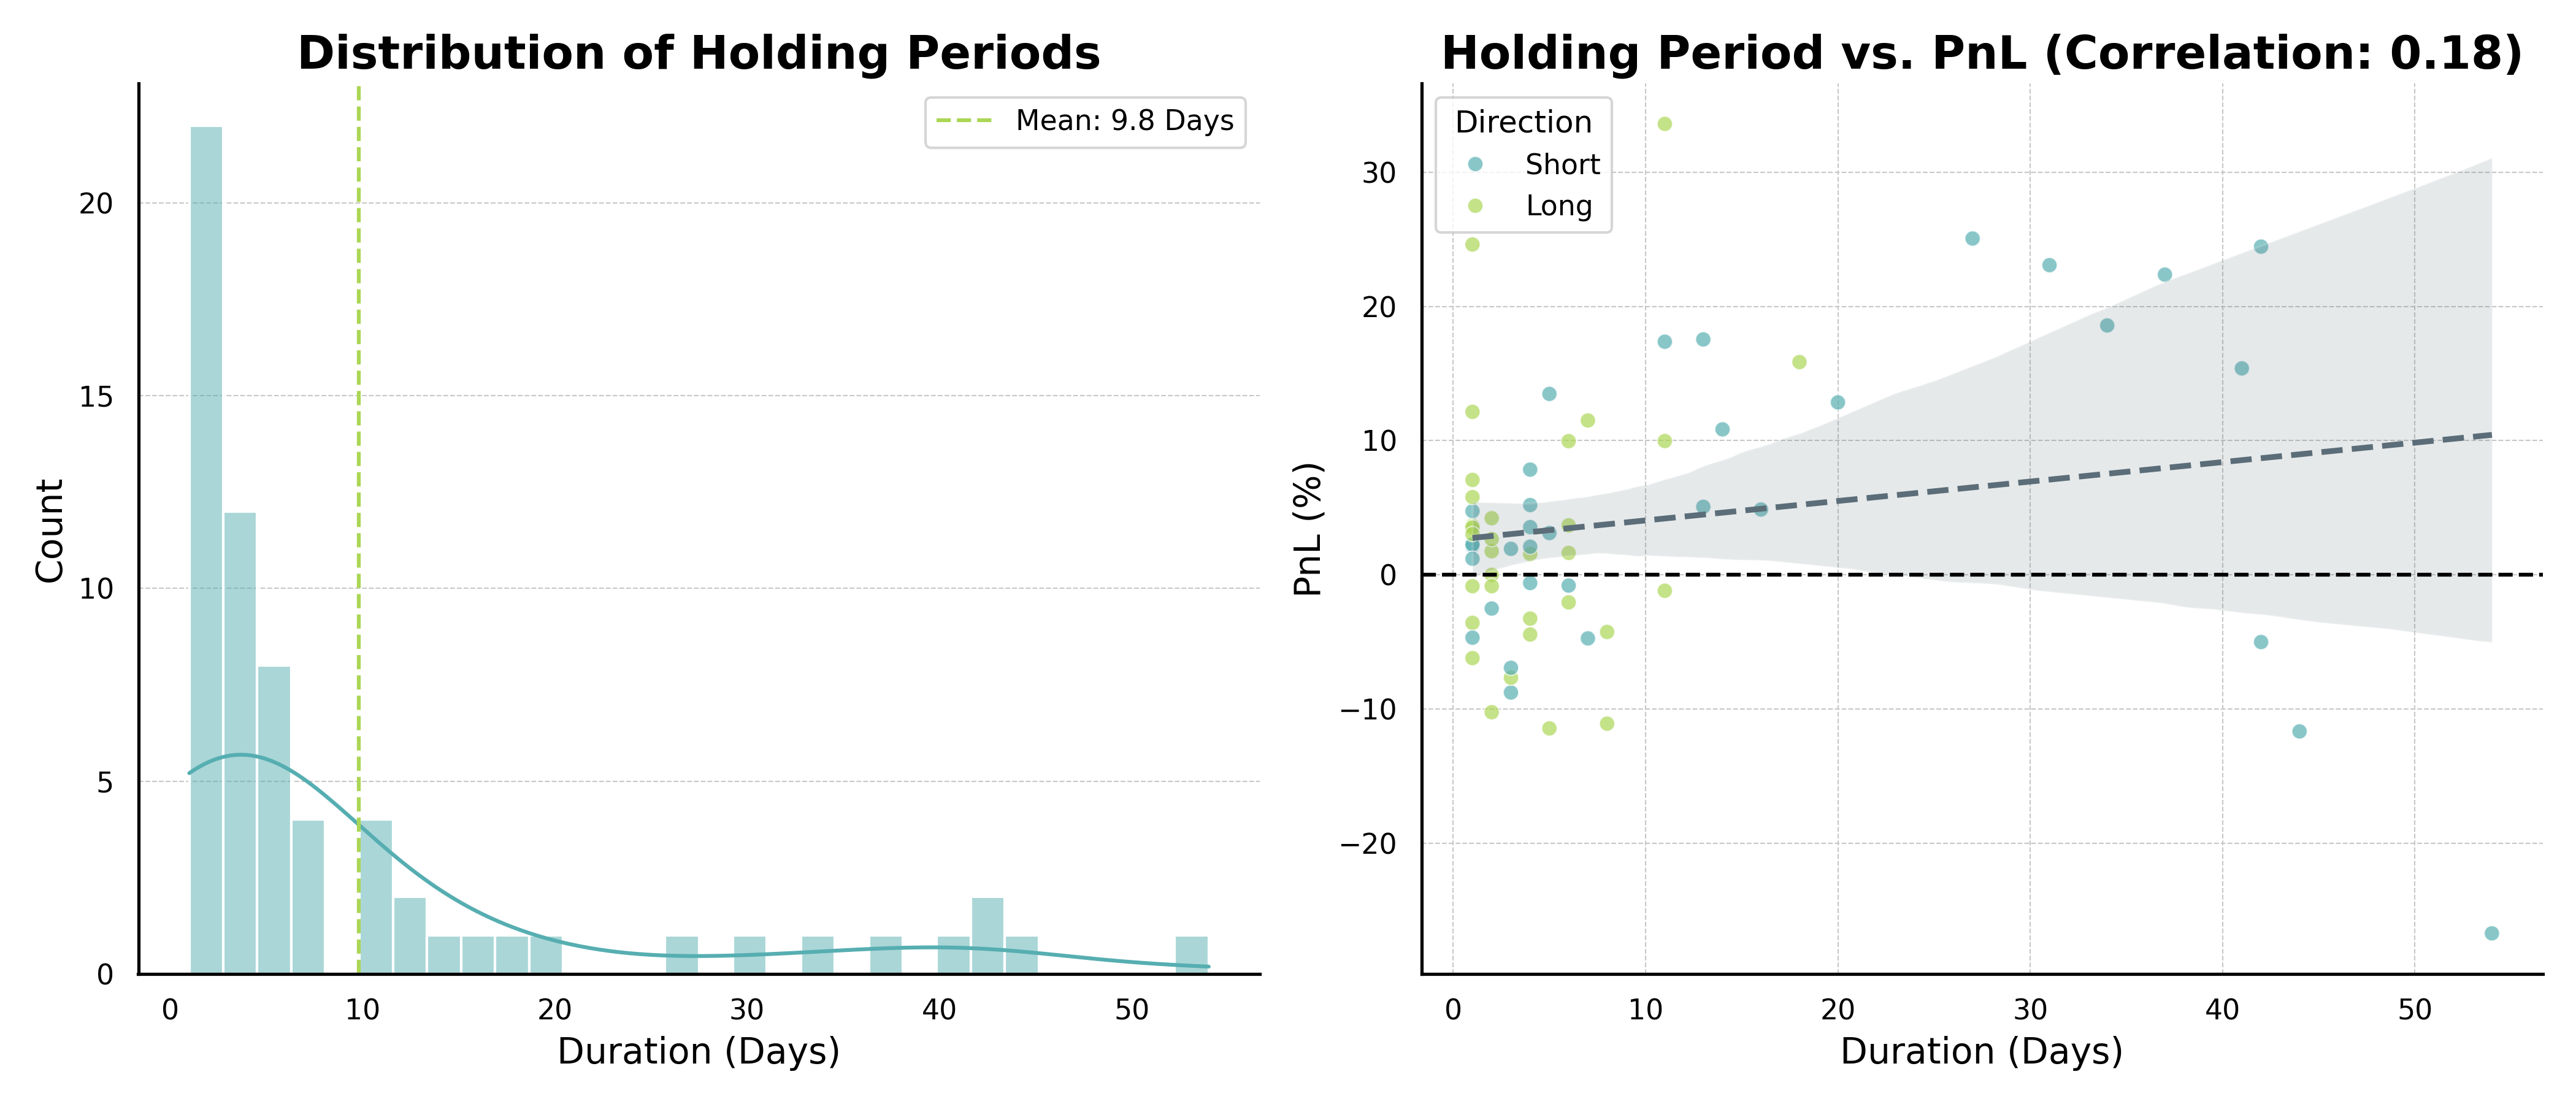 Distribution of Holding Periods
Mean: 9.8 Days
Count
20
15
10
5
0
0 10 20 30 40 50
Duration (Days)
Holding Period vs. PnL (Correlation: 0.18)
Direction
Short
Long
PnL (%)
30
20
10
0
−10
−20
0 10 20 30 40 50
Duration (Days)